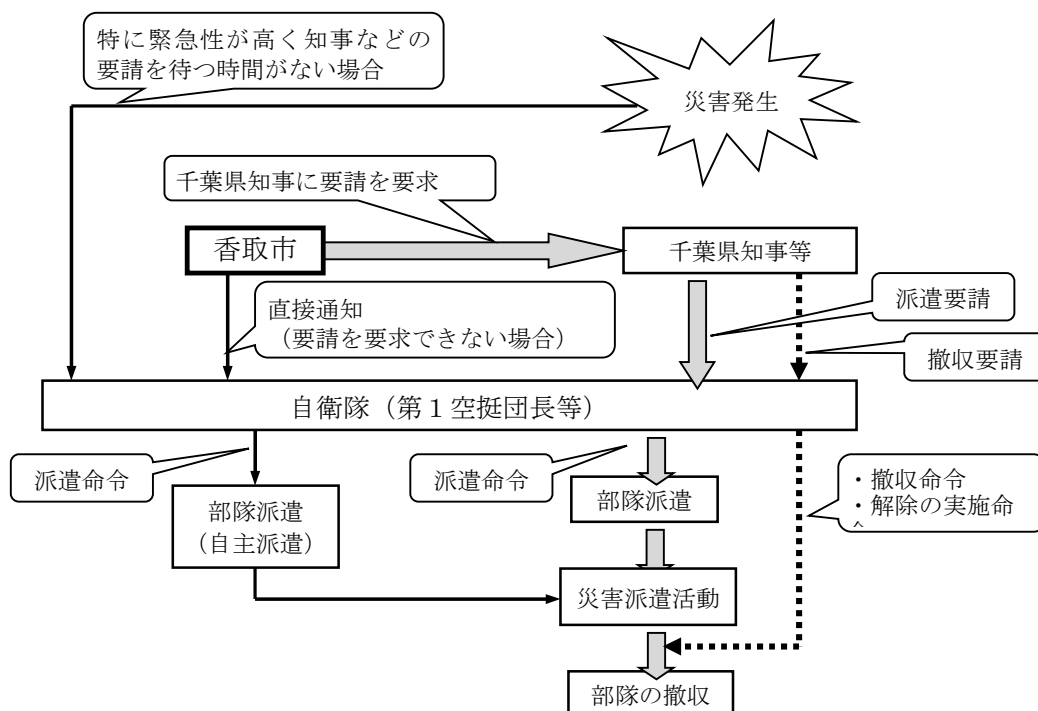 特に緊急性が高く知事などの
要請を待つ時間がない場合
災害発生
千葉県知事に要請を要求
香取市
千葉県知事等
直接通知
（要請を要求できない場合）
派遣要請
撤収要請
自衛隊（第１空挺団長等）
派遣命令
派遣命令
部隊派遣
（自主派遣）
部隊派遣
・撤収命令
・解除の実施命
災害派遣活動
部隊の撤収